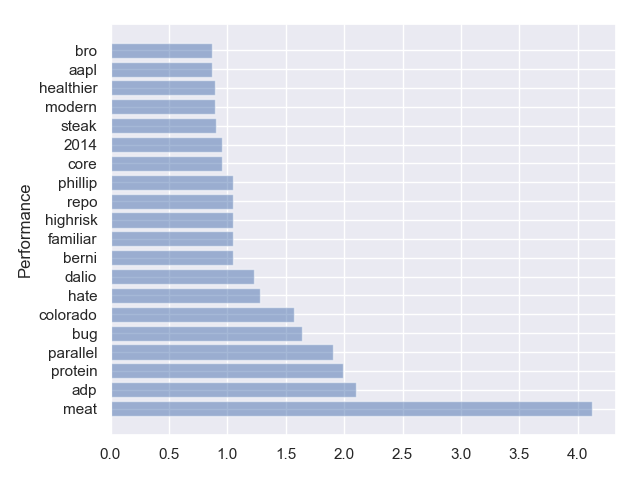 bro
aapl
healthier
modern
steak
2014
core
phillip
repo
highrisk
familiar
berni
dalio
hate
colorado
bug
parallel
protein
adp
meat
Performance
0.0 0.5 1.0 1.5 2.0 2.5 3.0 3.5 4.0